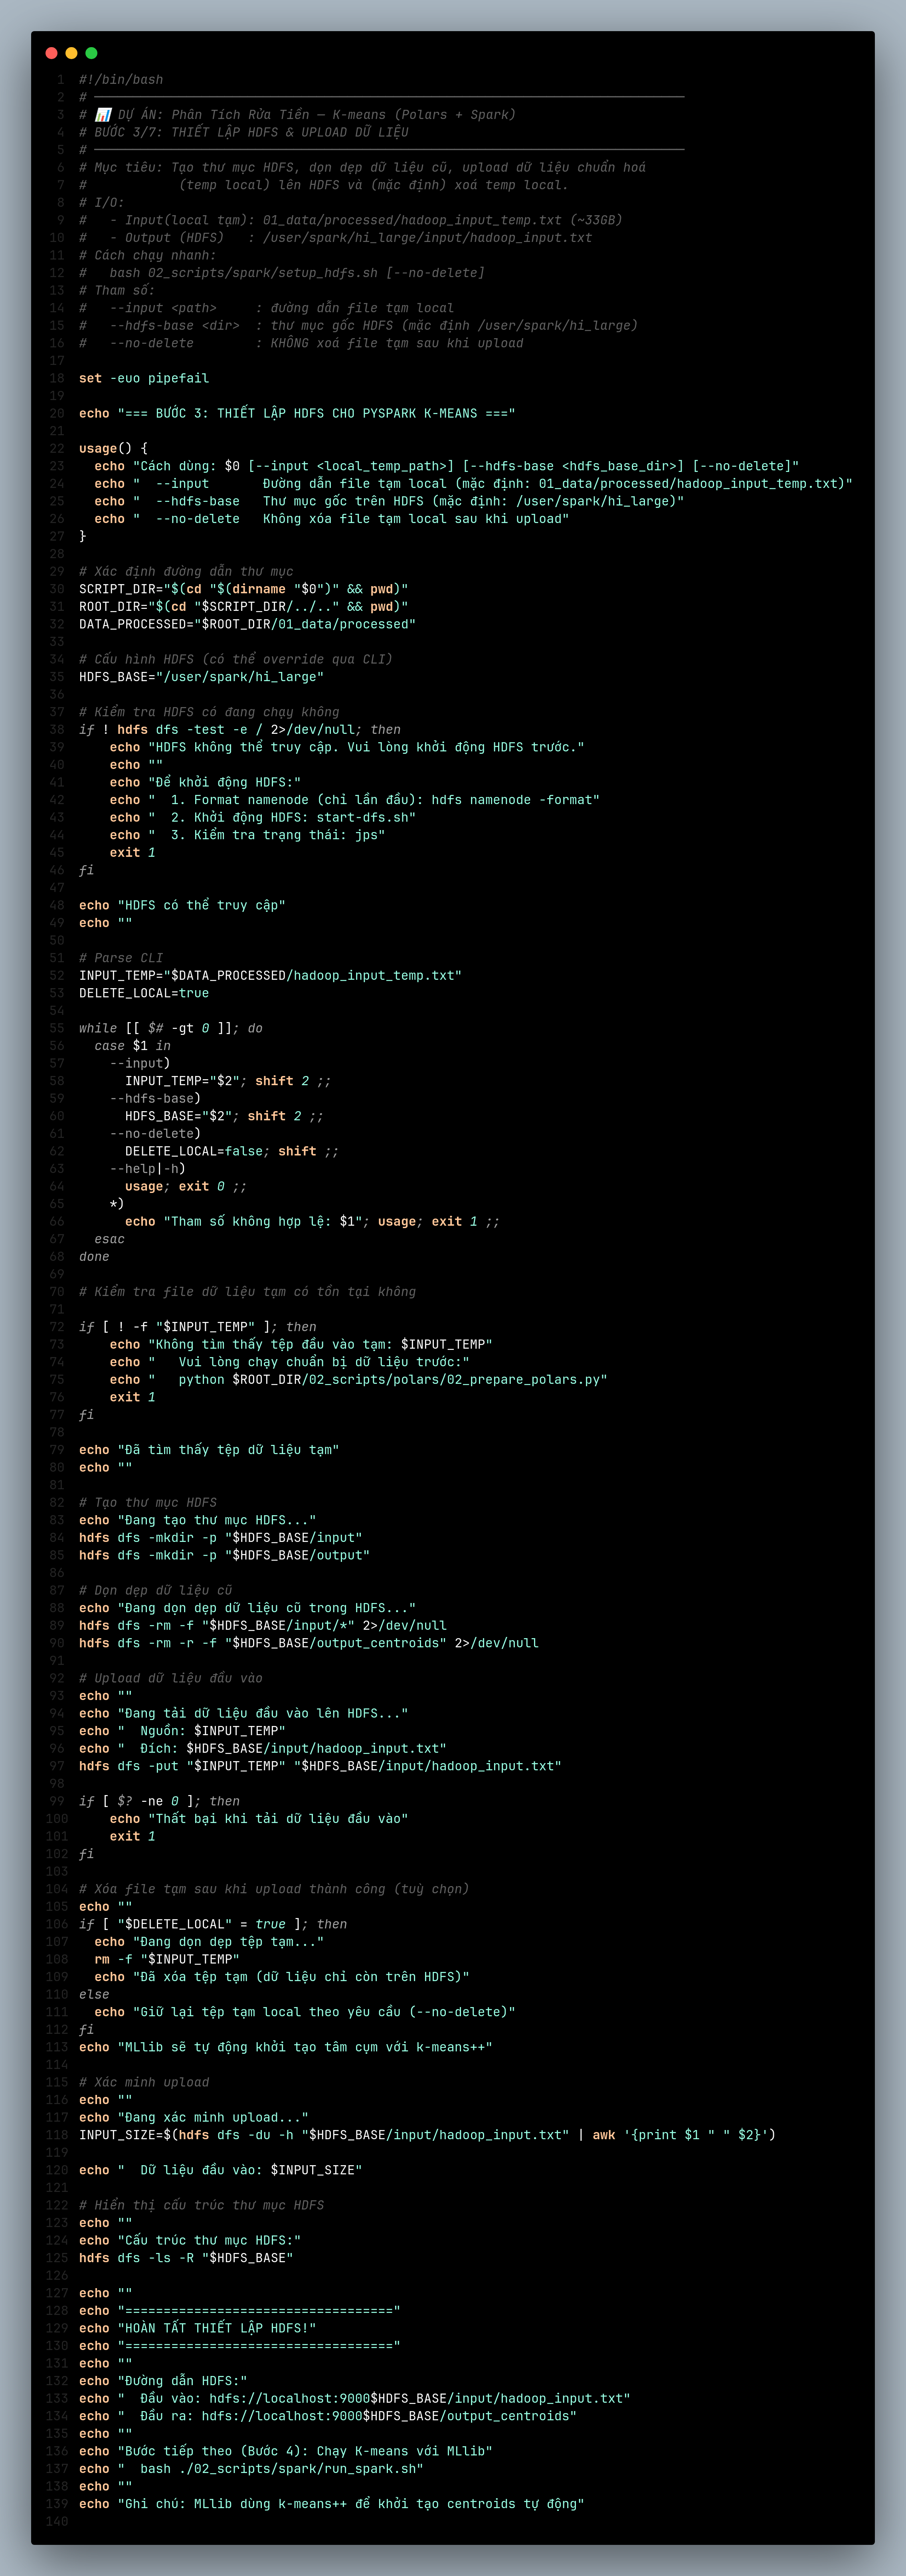 1 #!/bin/bash
2 # ─────────────────────────────────────────────────────────────────────────────
3 # 📊 DỰ ÁN: Phân Tích Rửa Tiền — K-means (Polars + Spark)
4 # BƯỚC 3/7: THIẾT LẬP HDFS & UPLOAD DỮ LIỆU
5 # ─────────────────────────────────────────────────────────────────────────────
6 # Mục tiêu: Tạo thư mục HDFS, dọn dẹp dữ liệu cũ, upload dữ liệu chuẩn hoá
7 #            (temp local) lên HDFS và (mặc định) xoá temp local.
8 # I/O:
9 #   - Input(local tạm): 01_data/processed/hadoop_input_temp.txt (~33GB)
10 #   - Output (HDFS)   : /user/spark/hi_large/input/hadoop_input.txt
11 # Cách chạy nhanh:
12 #   bash 02_scripts/spark/setup_hdfs.sh [--no-delete]
13 # Tham số:
14 #   --input <path>     : đường dẫn file tạm local
15 #   --hdfs-base <dir>  : thư mục gốc HDFS (mặc định /user/spark/hi_large)
16 #   --no-delete        : KHÔNG xoá file tạm sau khi upload
17
18 set -euo pipefail
19
20 echo "=== BƯỚC 3: THIẾT LẬP HDFS CHO PYSPARK K-MEANS ==="
21
22 usage() {
23   echo "Cách dùng: $0 [--input <local_temp_path>] [--hdfs-base <hdfs_base_dir>] [--no-delete]"
24   echo "  --input       Đường dẫn file tạm local (mặc định: 01_data/processed/hadoop_input_temp.txt)"
25   echo "  --hdfs-base   Thư mục gốc trên HDFS (mặc định: /user/spark/hi_large)"
26   echo "  --no-delete   Không xóa file tạm local sau khi upload"
27 }
28
29 # Xác định đường dẫn thư mục
30 SCRIPT_DIR="$(cd "$(dirname "$0")" && pwd)"
31 ROOT_DIR="$(cd "$SCRIPT_DIR/../.." && pwd)"
32 DATA_PROCESSED="$ROOT_DIR/01_data/processed"
33
34 # Cấu hình HDFS (có thể override qua CLI)
35 HDFS_BASE="/user/spark/hi_large"
36
37 # Kiểm tra HDFS có đang chạy không
38 if ! hdfs dfs -test -e / 2>/dev/null; then
39     echo "HDFS không thể truy cập. Vui lòng khởi động HDFS trước."
40     echo ""
41     echo "Để khởi động HDFS:"
42     echo "  1. Format namenode (chỉ lần đầu): hdfs namenode -format"
43     echo "  2. Khởi động HDFS: start-dfs.sh"
44     echo "  3. Kiểm tra trạng thái: jps"
45     exit 1
46 fi
47
48 echo "HDFS có thể truy cập"
49 echo ""
50
51 # Parse CLI
52 INPUT_TEMP="$DATA_PROCESSED/hadoop_input_temp.txt"
53 DELETE_LOCAL=true
54
55 while [[ $# -gt 0 ]]; do
56   case $1 in
57     --input)
58       INPUT_TEMP="$2"; shift 2 ;;
59     --hdfs-base)
60       HDFS_BASE="$2"; shift 2 ;;
61     --no-delete)
62       DELETE_LOCAL=false; shift ;;
63     --help|-h)
64       usage; exit 0 ;;
65     *)
66       echo "Tham số không hợp lệ: $1"; usage; exit 1 ;;
67   esac
68 done
69
70 # Kiểm tra file dữ liệu tạm có tồn tại không
71
72 if [ ! -f "$INPUT_TEMP" ]; then
73     echo "Không tìm thấy tệp đầu vào tạm: $INPUT_TEMP"
74     echo "   Vui lòng chạy chuẩn bị dữ liệu trước:"
75     echo "   python $ROOT_DIR/02_scripts/polars/02_prepare_polars.py"
76     exit 1
77 fi
78
79 echo "Đã tìm thấy tệp dữ liệu tạm"
80 echo ""
81
82 # Tạo thư mục HDFS
83 echo "Đang tạo thư mục HDFS..."
84 hdfs dfs -mkdir -p "$HDFS_BASE/input"
85 hdfs dfs -mkdir -p "$HDFS_BASE/output"
86
87 # Dọn dẹp dữ liệu cũ
88 echo "Đang dọn dẹp dữ liệu cũ trong HDFS..."
89 hdfs dfs -rm -f "$HDFS_BASE/input/*" 2>/dev/null
90 hdfs dfs -rm -r -f "$HDFS_BASE/output_centroids" 2>/dev/null
91
92 # Upload dữ liệu đầu vào
93 echo ""
94 echo "Đang tải dữ liệu đầu vào lên HDFS..."
95 echo "  Nguồn: $INPUT_TEMP"
96 echo "  Đích: $HDFS_BASE/input/hadoop_input.txt"
97 hdfs dfs -put "$INPUT_TEMP" "$HDFS_BASE/input/hadoop_input.txt"
98
99 if [ $? -ne 0 ]; then
100     echo "Thất bại khi tải dữ liệu đầu vào"
101     exit 1
102 fi
103
104 # Xóa file tạm sau khi upload thành công (tuỳ chọn)
105 echo ""
106 if [ "$DELETE_LOCAL" = true ]; then
107   echo "Đang dọn dẹp tệp tạm..."
108   rm -f "$INPUT_TEMP"
109   echo "Đã xóa tệp tạm (dữ liệu chỉ còn trên HDFS)"
110 else
111   echo "Giữ lại tệp tạm local theo yêu cầu (--no-delete)"
112 fi
113 echo "MLlib sẽ tự động khởi tạo tâm cụm với k-means++"
114
115 # Xác minh upload
116 echo ""
117 echo "Đang xác minh upload..."
118 INPUT_SIZE=$(hdfs dfs -du -h "$HDFS_BASE/input/hadoop_input.txt" | awk '{print $1 " " $2}')
119
120 echo "  Dữ liệu đầu vào: $INPUT_SIZE"
121
122 # Hiển thị cấu trúc thư mục HDFS
123 echo ""
124 echo "Cấu trúc thư mục HDFS:"
125 hdfs dfs -ls -R "$HDFS_BASE"
126
127 echo ""
128 echo "==================================="
129 echo "HOÀN TẤT THIẾT LẬP HDFS!"
130 echo "==================================="
131 echo ""
132 echo "Đường dẫn HDFS:"
133 echo "  Đầu vào: hdfs://localhost:9000$HDFS_BASE/input/hadoop_input.txt"
134 echo "  Đầu ra: hdfs://localhost:9000$HDFS_BASE/output_centroids"
135 echo ""
136 echo "Bước tiếp theo (Bước 4): Chạy K-means với MLlib"
137 echo "  bash ./02_scripts/spark/run_spark.sh"
138 echo ""
139 echo "Ghi chú: MLlib dùng k-means++ để khởi tạo centroids tự động"
140